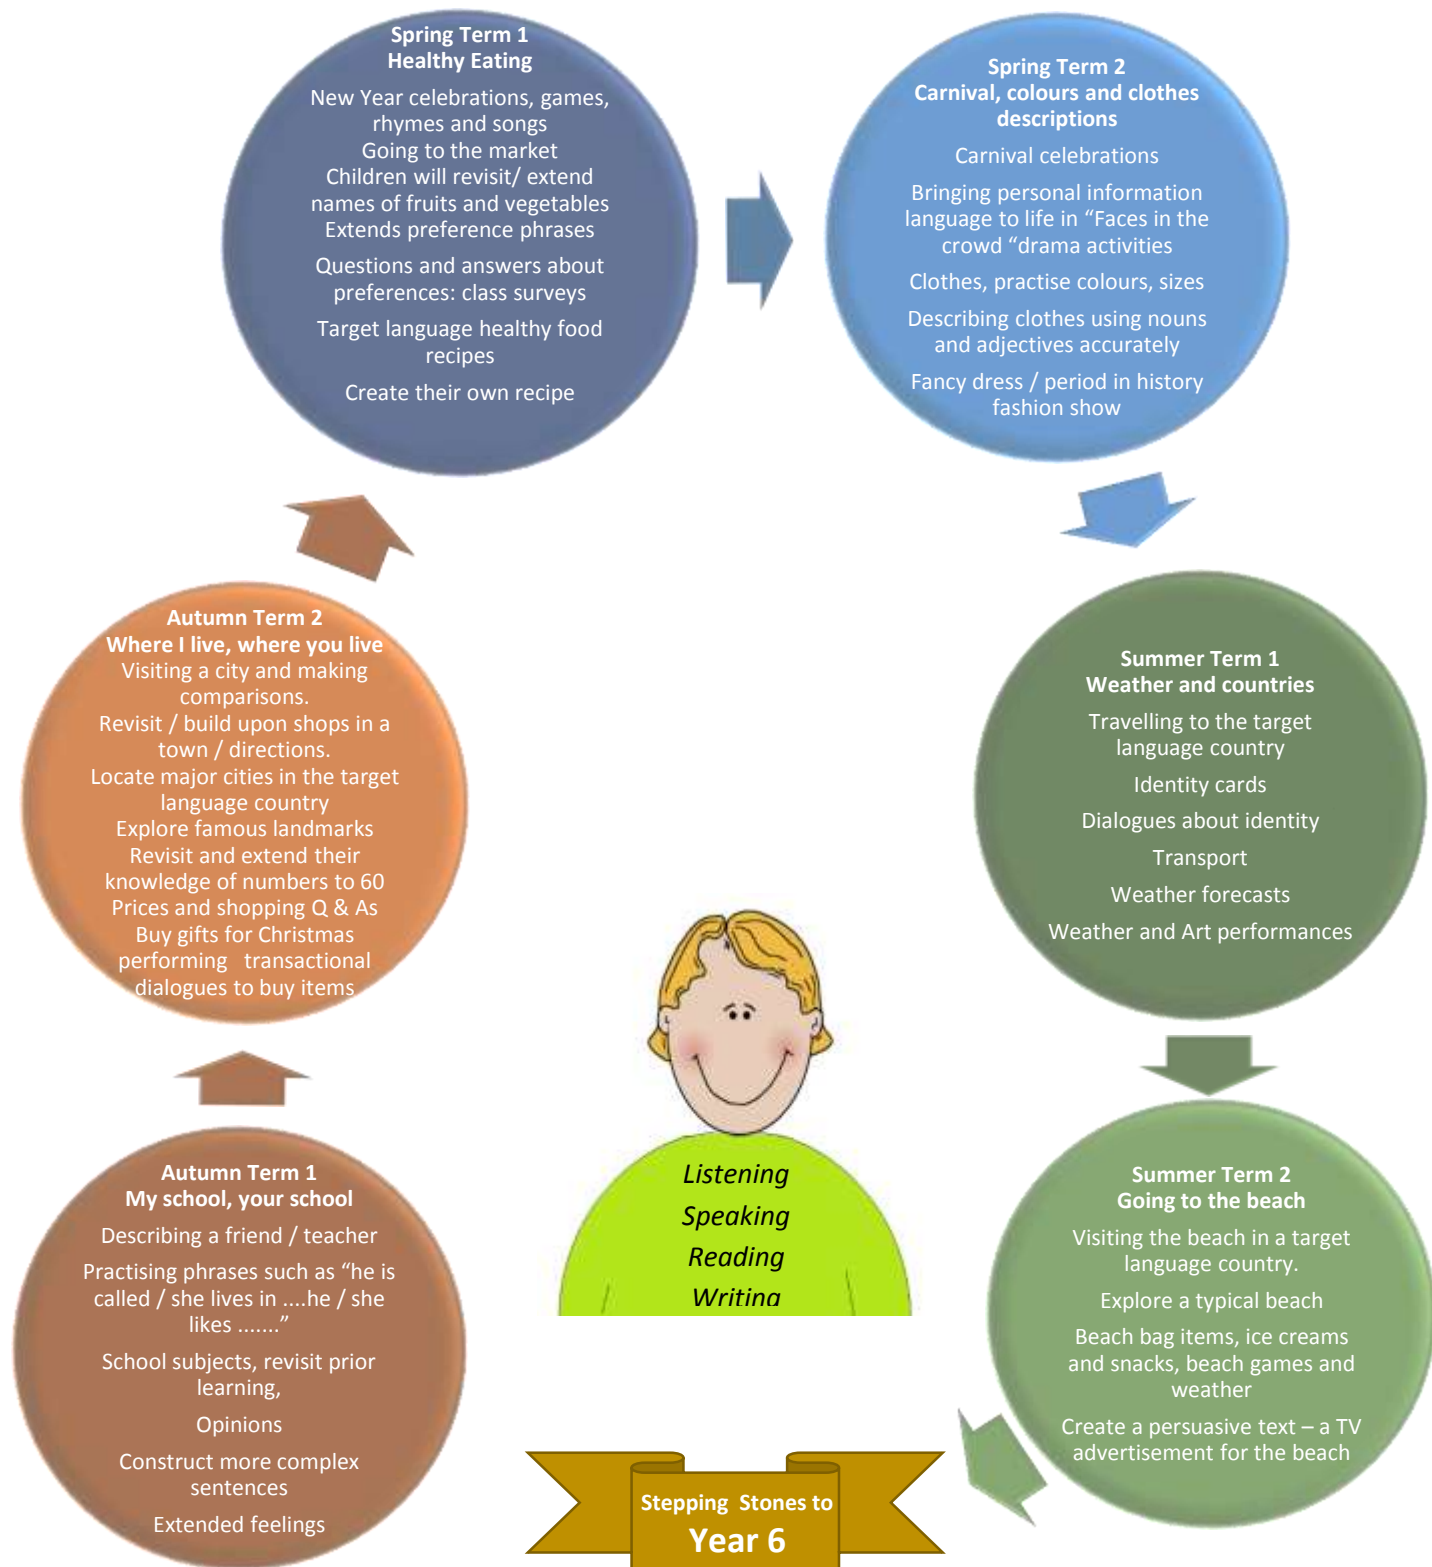 Spring Term 1
Healthy Eating
New Year celebrations, games,
rhymes and songs
Going to the market
Children will revisit/ extend
names of fruits and vegetables
Extends preference phrases
Questions and answers about
preferences: class surveys
Target language healthy food
recipes
Create their own recipe
Spring Term 2
Carnival, colours and clothes
descriptions
Carnival celebrations
Bringing personal information
language to life in “Faces in the
crowd “drama activities
Clothes, practise colours, sizes
Describing clothes using nouns
and adjectives accurately
Fancy dress / period in history
fashion show
Autumn Term 2
Where I live, where you live
Visiting a city and making
comparisons.
Revisit / build upon shops in a
town / directions.
Locate major cities in the target
language country
Explore famous landmarks
Revisit and extend their
knowledge of numbers to 60
Prices and shopping Q & As
Buy gifts for Christmas
performing transactional
dialogues to buy items
Summer Term 1
Weather and countries
Travelling to the target
language country
Identity cards
Dialogues about identity
Transport
Weather forecasts
Weather and Art performances
Autumn Term 1
My school, your school
Describing a friend / teacher
Practising phrases such as “he is
called / she lives in ....he / she
likes .......”
School subjects, revisit prior
learning,
Opinions
Construct more complex
sentences
Extended feelings
Listening
Speaking
Reading
Writing
Summer Term 2
Going to the beach
Visiting the beach in a target
language country.
Explore a typical beach
Beach bag items, ice creams
and snacks, beach games and
weather
Create a persuasive text – a TV
advertisement for the beach
Stepping Stones to
Year 6